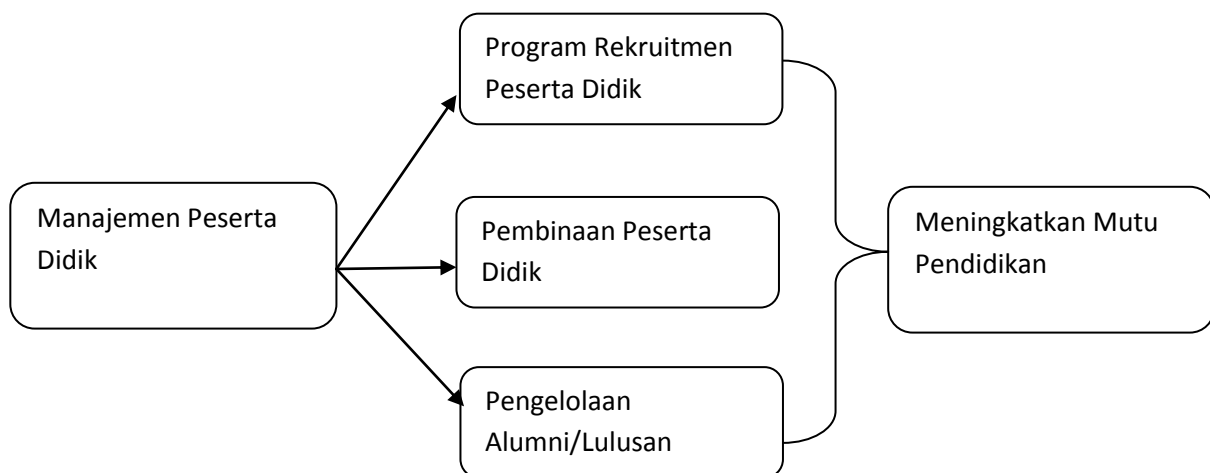 Program Rekruitmen
Peserta Didik
Manajemen Peserta
Didik
Pembinaan Peserta
Didik
Pengelolaan
Alumni/Lulusan
Meningkatkan Mutu
Pendidikan